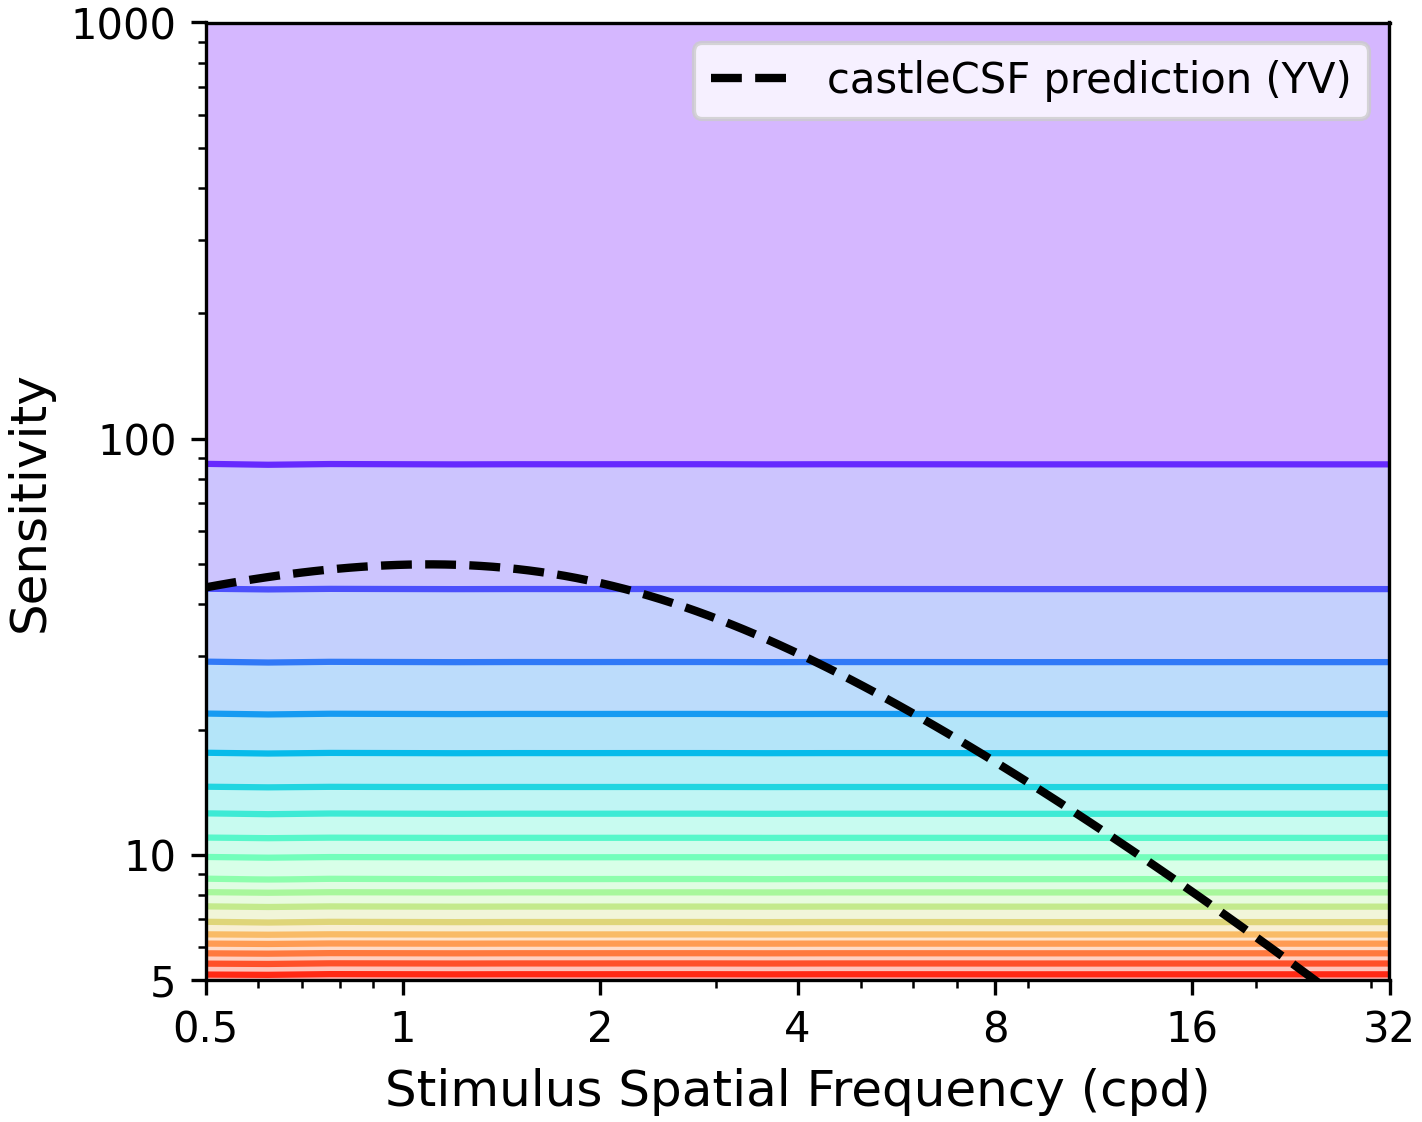 1000
100
10
5
Sensitivity
castleCSF prediction (YV)
0.5 1 2 4 8 16 32
Stimulus Spatial Frequency (cpd)